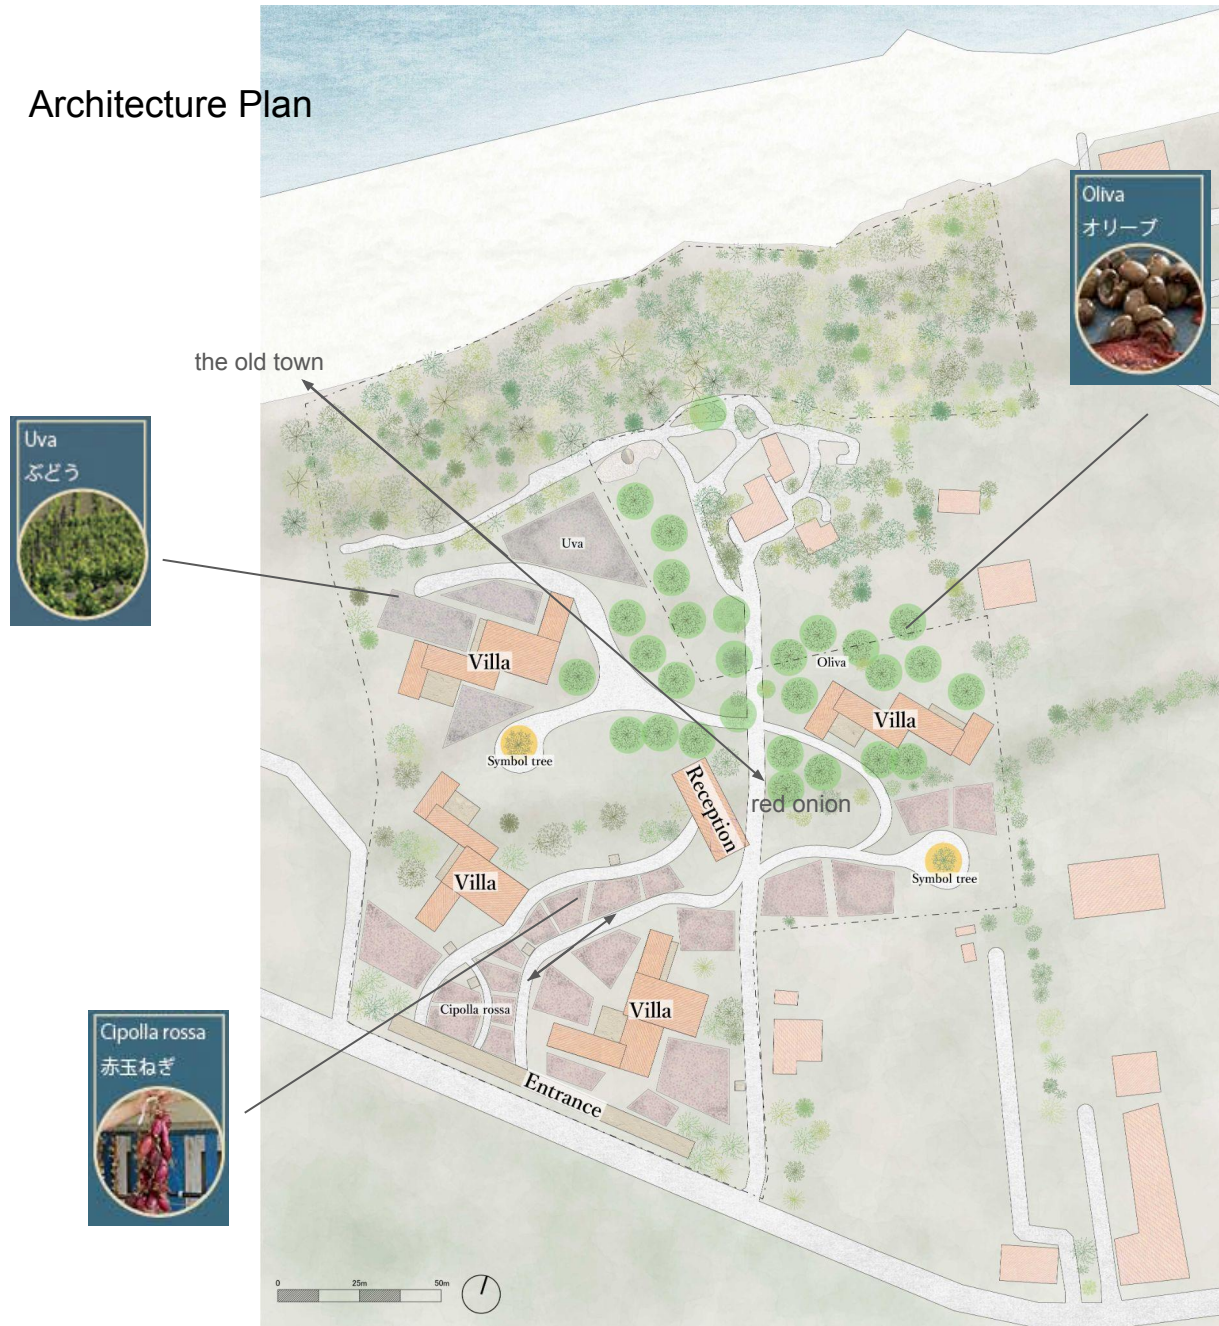 Architecture Plan
Oliva
オリーブ
the old town
Uva
ぶどう
Uva
Villa
Oliva
Villa
Symbol tree
Reception
red onion
Villa
Symbol tree
Cipolla rossa
Villa
Cipolla rossa
赤玉ねぎ
Entrance
0 25m 50m